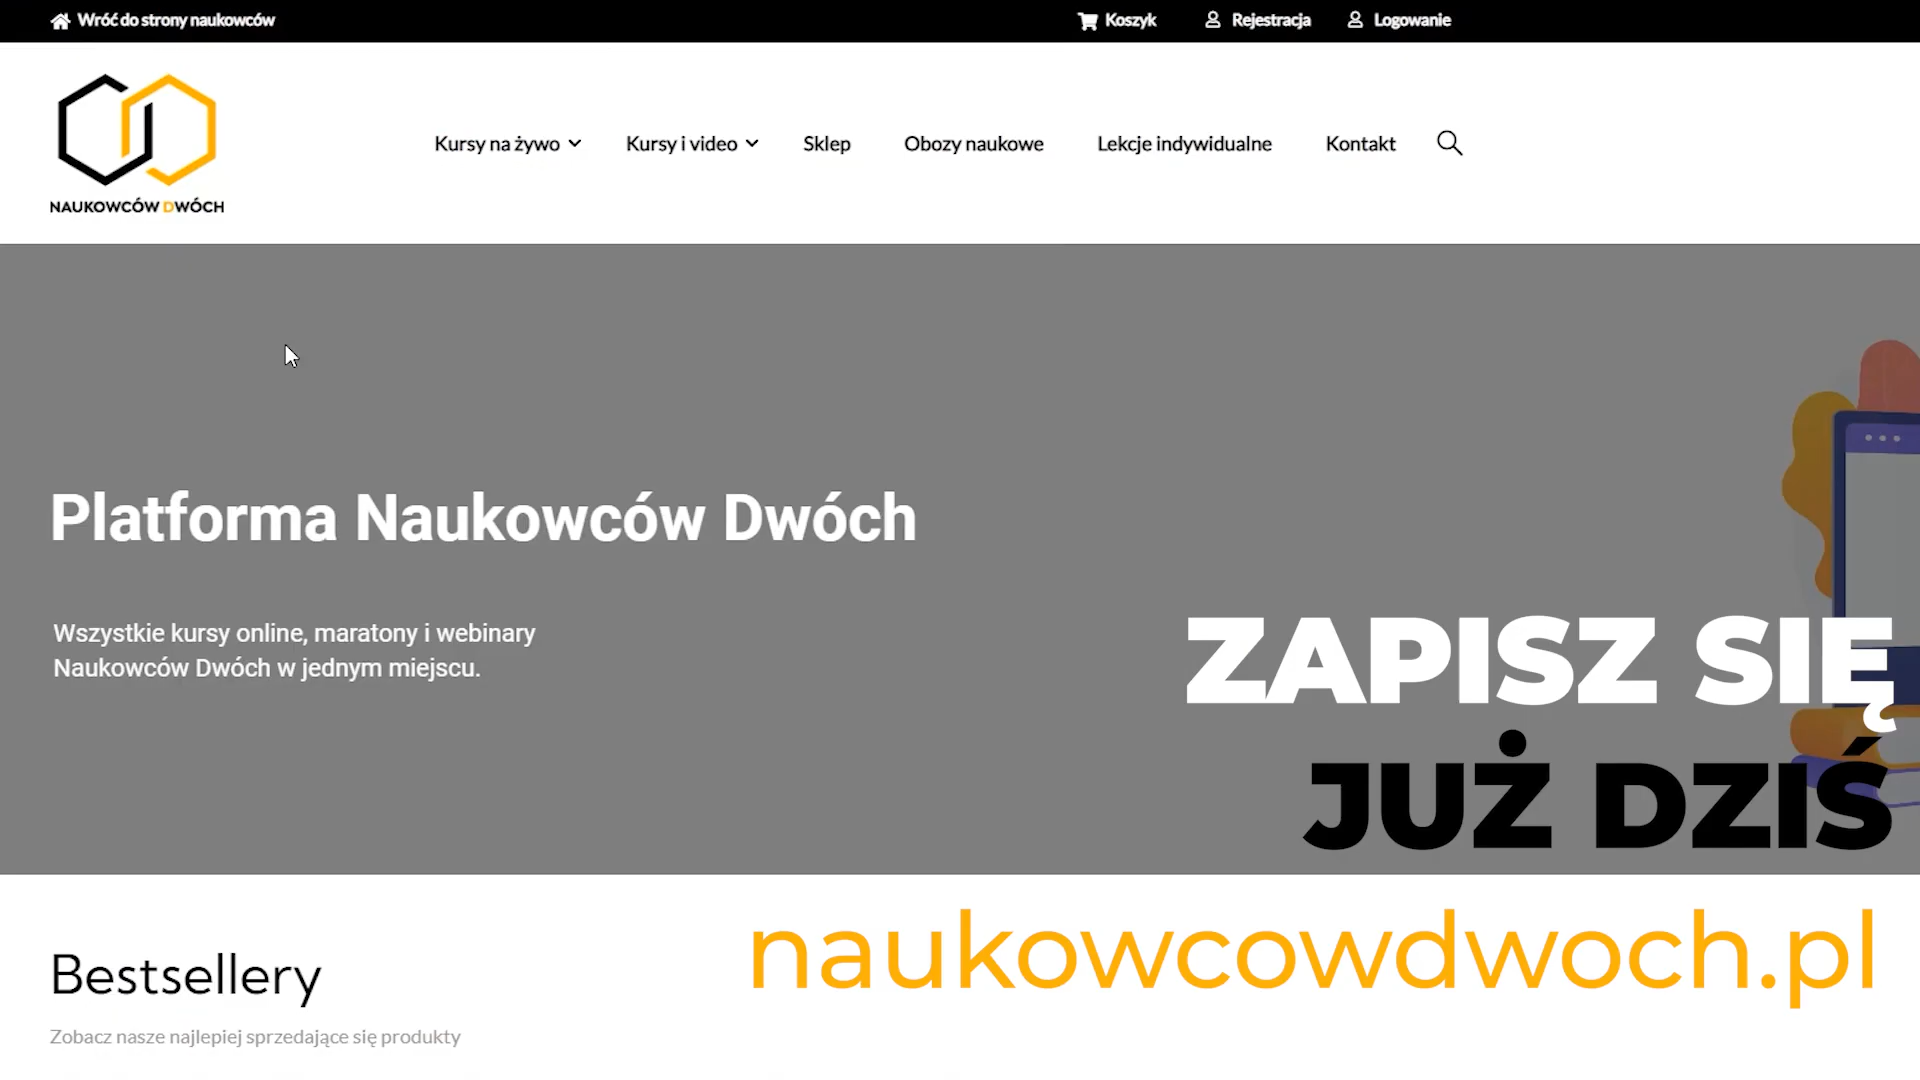 Wróć do strony naukowców
Koszyk
Rejestracja
Logowanie
NAUKOWCÓW DWÓCH
Kursy na żywo
Kursy i video
Sklep
Obozy naukowe
Lekcje indywidualne
Kontakt
Platforma Naukowców Dwóch
Wszystkie kursy online, maratony i webinary
Naukowców Dwóch w jednym miejscu.
ZAPISZ SIĘ
JUŻ DZIŚ
naukowcowdwoch.pl
Bestsellery
Zobacz nasze najlepiej sprzedające się produkty